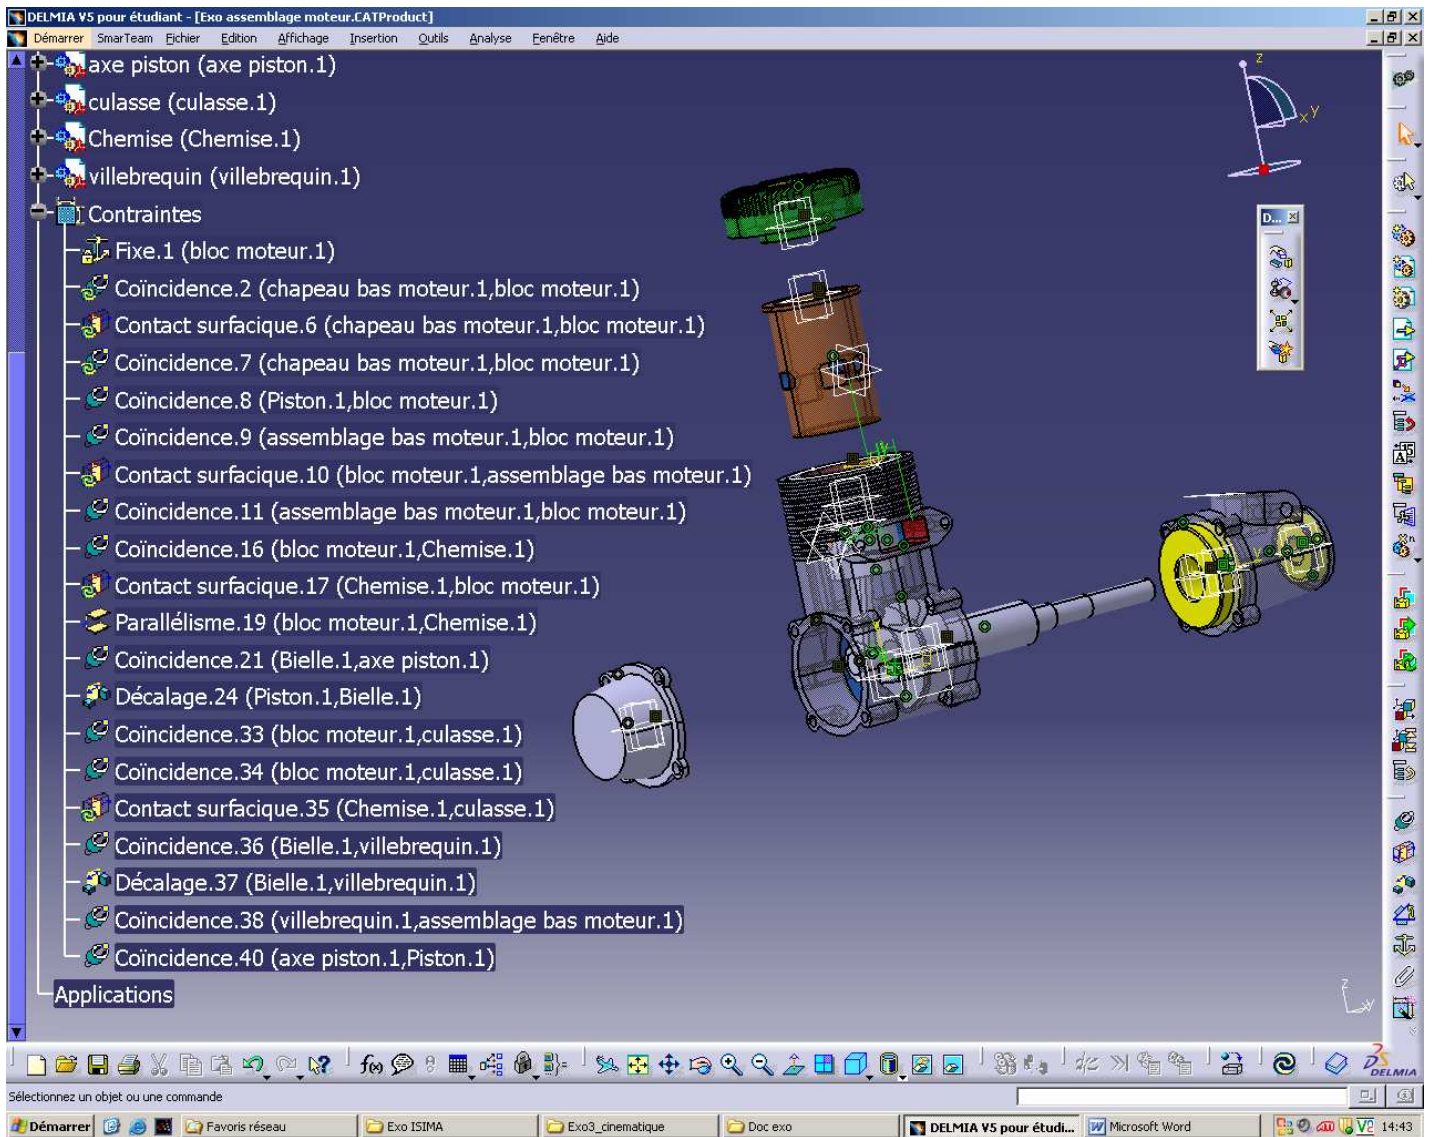 DELMIA V5 pour étudiant - [Exo assemblage moteur.CATProduct]
Démarrer SmarTeam Fichier Edition Affichage Insertion Outils Analyse Fenêtre Aide
axe piston (axe piston.1)
culasse (culasse.1)
Chemise (Chemise.1)
villebrequin (villebrequin.1)
Contraintes
Fixe.1 (bloc moteur.1)
Coïncidence.2 (chapeau bas moteur.1,bloc moteur.1)
Contact surfacique.6 (chapeau bas moteur.1,bloc moteur.1)
Coïncidence.7 (chapeau bas moteur.1,bloc moteur.1)
Coïncidence.8 (Piston.1,bloc moteur.1)
Coïncidence.9 (assemblage bas moteur.1,bloc moteur.1)
Contact surfacique.10 (bloc moteur.1,assemblage bas moteur.1)
Coïncidence.11 (assemblage bas moteur.1,bloc moteur.1)
Coïncidence.16 (bloc moteur.1,Chemise.1)
Contact surfacique.17 (Chemise.1,bloc moteur.1)
Parallélisme.19 (bloc moteur.1,Chemise.1)
Coïncidence.21 (Bielle.1,axe piston.1)
Décalage.24 (Piston.1,Bielle.1)
Coïncidence.33 (bloc moteur.1,culasse.1)
Coïncidence.34 (bloc moteur.1,culasse.1)
Contact surfacique.35 (Chemise.1,culasse.1)
Coïncidence.36 (Bielle.1,villebrequin.1)
Décalage.37 (Bielle.1,villebrequin.1)
Coïncidence.38 (villebrequin.1,assemblage bas moteur.1)
Coïncidence.40 (axe piston.1,Piston.1)
Applications
z
x y
D...
z
f(x)
DELMIA
Sélectionnez un objet ou une commande
Démarrer Favoris réseau Exo ISIMA Exo3_cinematique Doc exo DELMIA V5 pour étudi... Microsoft Word 14:43